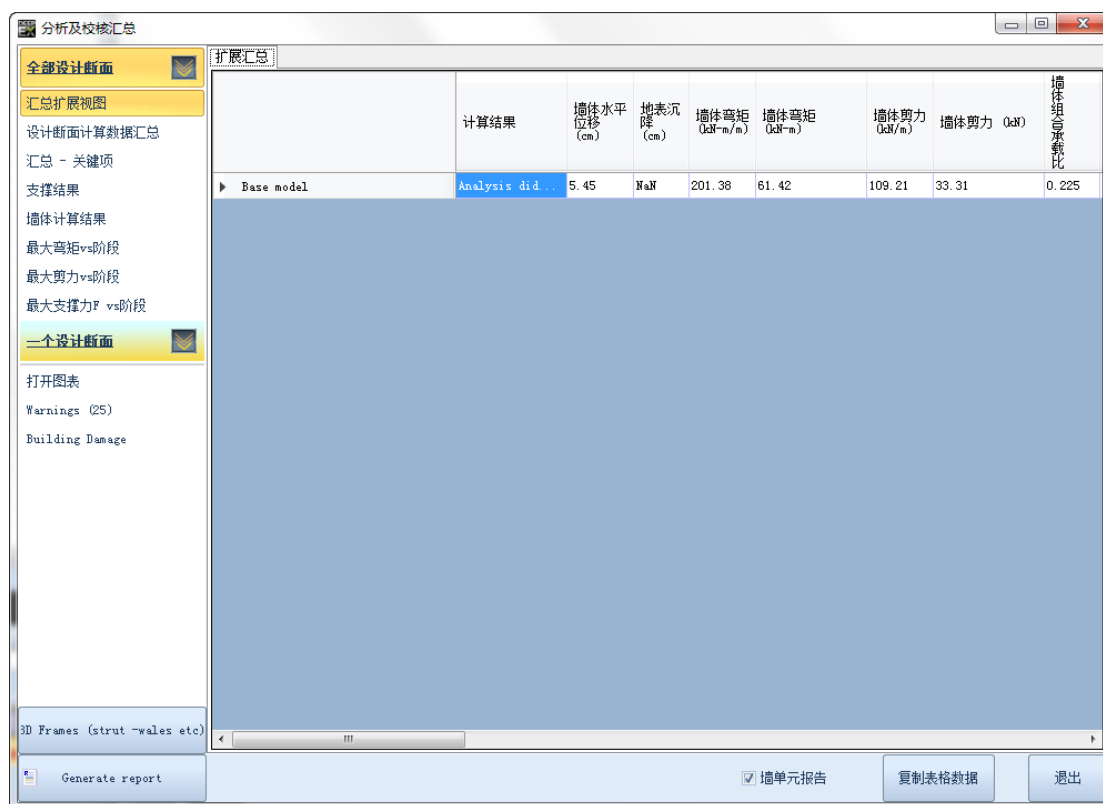 分析及校核汇总
全部设计断面
汇总扩展视图
设计断面计算数据汇总
汇总 - 关键项
支撑结果
墙体计算结果
最大弯矩vs阶段
最大剪力vs阶段
最大支撑力F vs阶段
一个设计断面
打开图表
Warnings (25)
Building Damage
3D Frames (strut -wales etc)
Generate report
扩展汇总
计算结果
墙体水平
位移
(cm)
地表沉
降
(cm)
墙体弯矩
(kN-m/m)
墙体弯矩
(kN-m)
墙体剪力
(kN/m)
墙体剪力 (kN)
墙体组合承载比
Base model
Analysis did...
5.45
NaN
201.38
61.42
109.21
33.31
0.225
墙单元报告
复制表格数据
退出